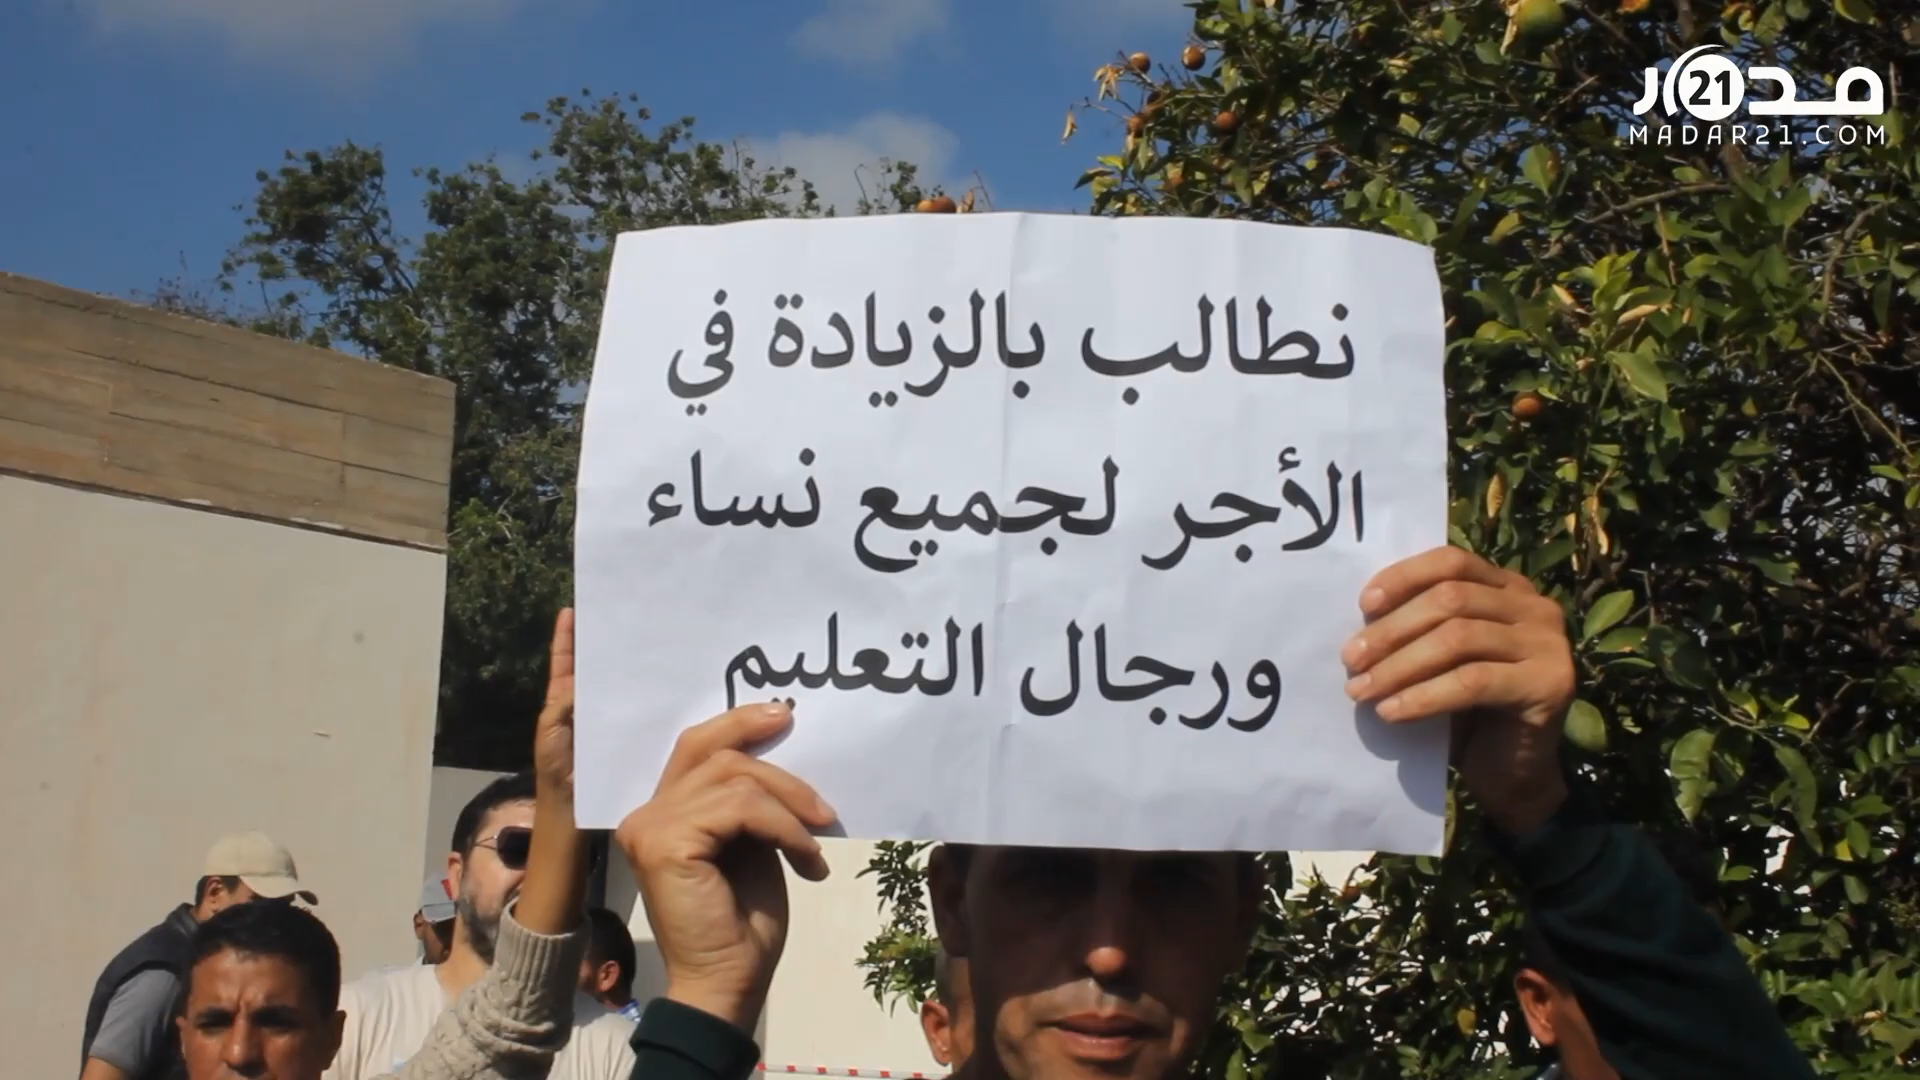 مدار 21
MADAR21.COM
نطالب بالزيادة في
الأجر لجميع نساء
ورجال التعليم